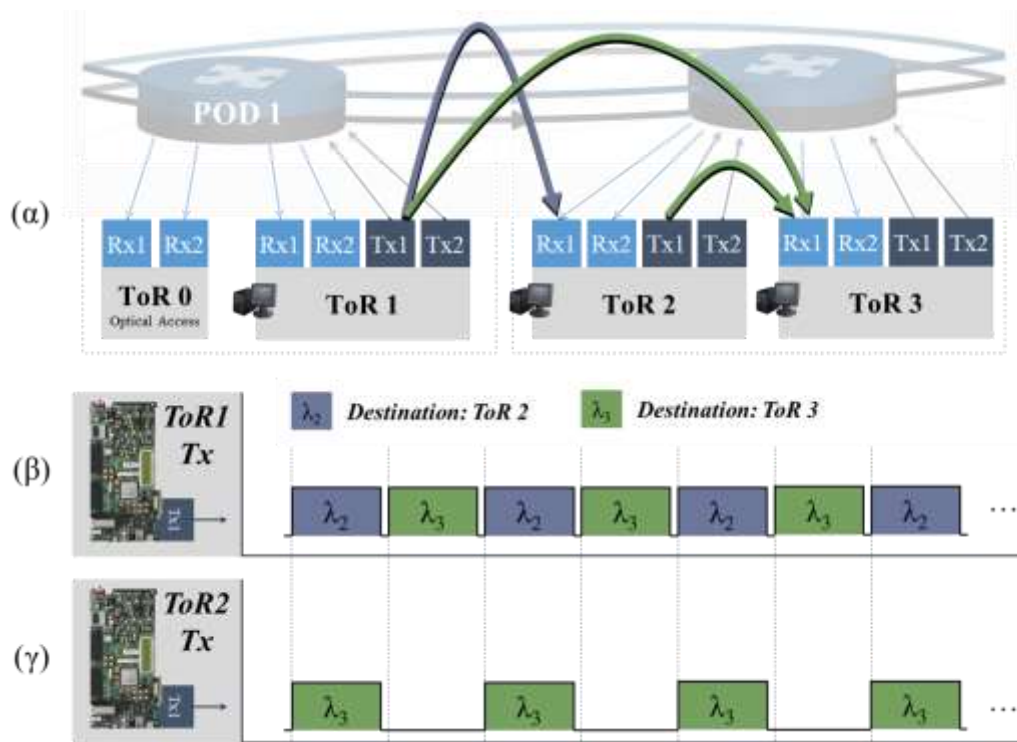 POD 1
(α)
Rx1 Rx2 Rx1 Rx2 Tx1 Tx2 Rx1 Rx2 Tx1 Tx2 Rx1 Rx2 Tx1 Tx2
ToR 0
Optical Access
ToR 1
ToR 2
ToR 3
λ2 Destination: ToR 2 λ3 Destination: ToR 3
(β)
ToR1
Tx
Tx1
λ2 λ3 λ2 λ3 λ2 λ3 λ2 ...
(γ)
ToR2
Tx
Tx1
λ3 λ3 λ3 λ3 ...